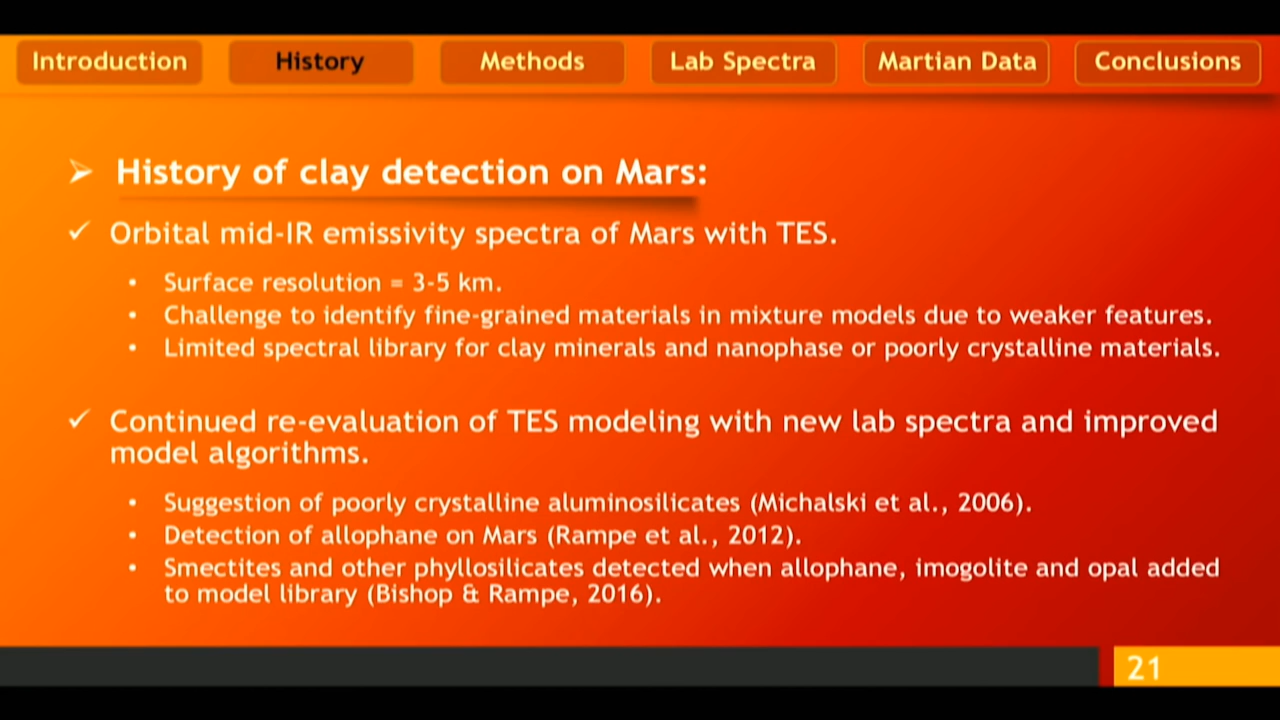 Introduction
History
Methods
Lab Spectra
Martian Data
Conclusions
➢ History of clay detection on Mars:
✓ Orbital mid-IR emissivity spectra of Mars with TES.
• Surface resolution = 3-5 km.
• Challenge to identify fine-grained materials in mixture models due to weaker features.
• Limited spectral library for clay minerals and nanophase or poorly crystalline materials.
✓ Continued re-evaluation of TES modeling with new lab spectra and improved
model algorithms.
• Suggestion of poorly crystalline aluminosilicates (Michalski et al., 2006).
• Detection of allophane on Mars (Rampe et al., 2012).
• Smectites and other phyllosilicates detected when allophane, imogolite and opal added
to model library (Bishop & Rampe, 2016).
21